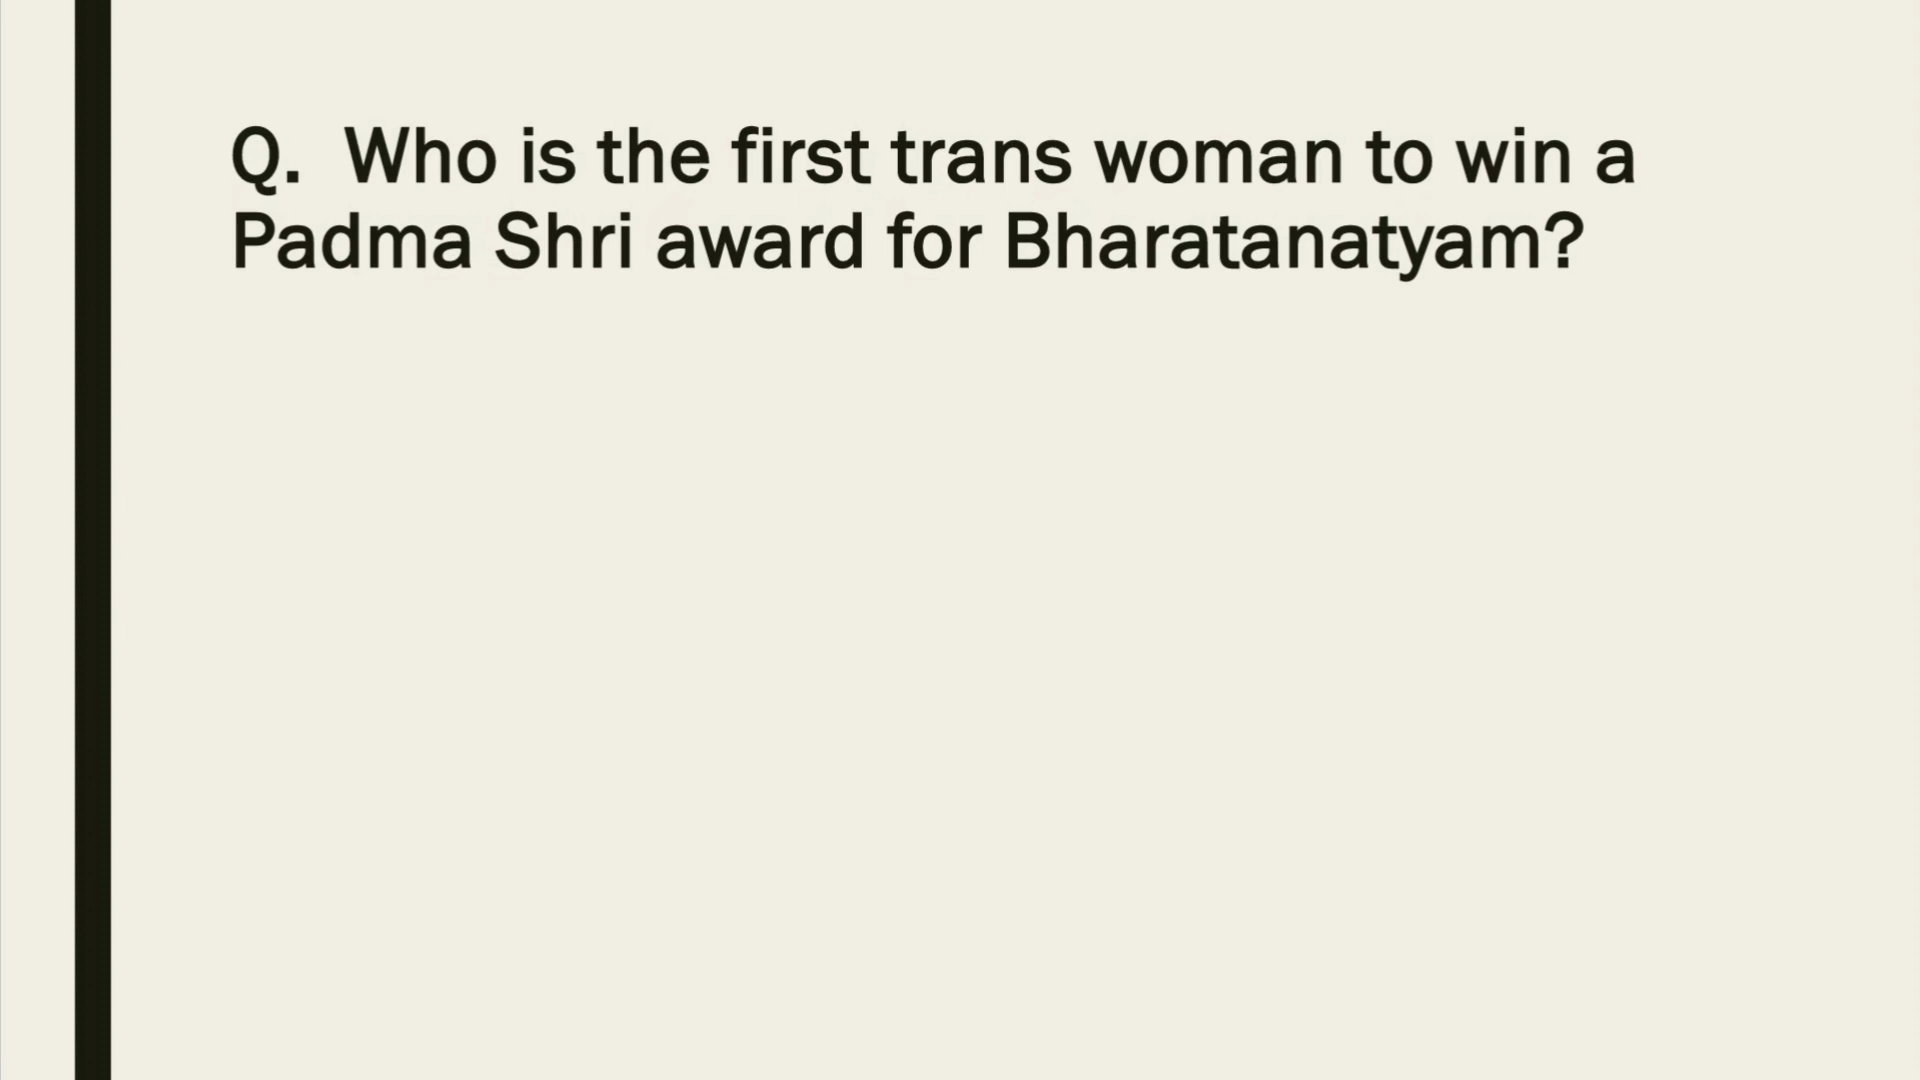 Q.  Who is the first trans woman to win a
Padma Shri award for Bharatanatyam?